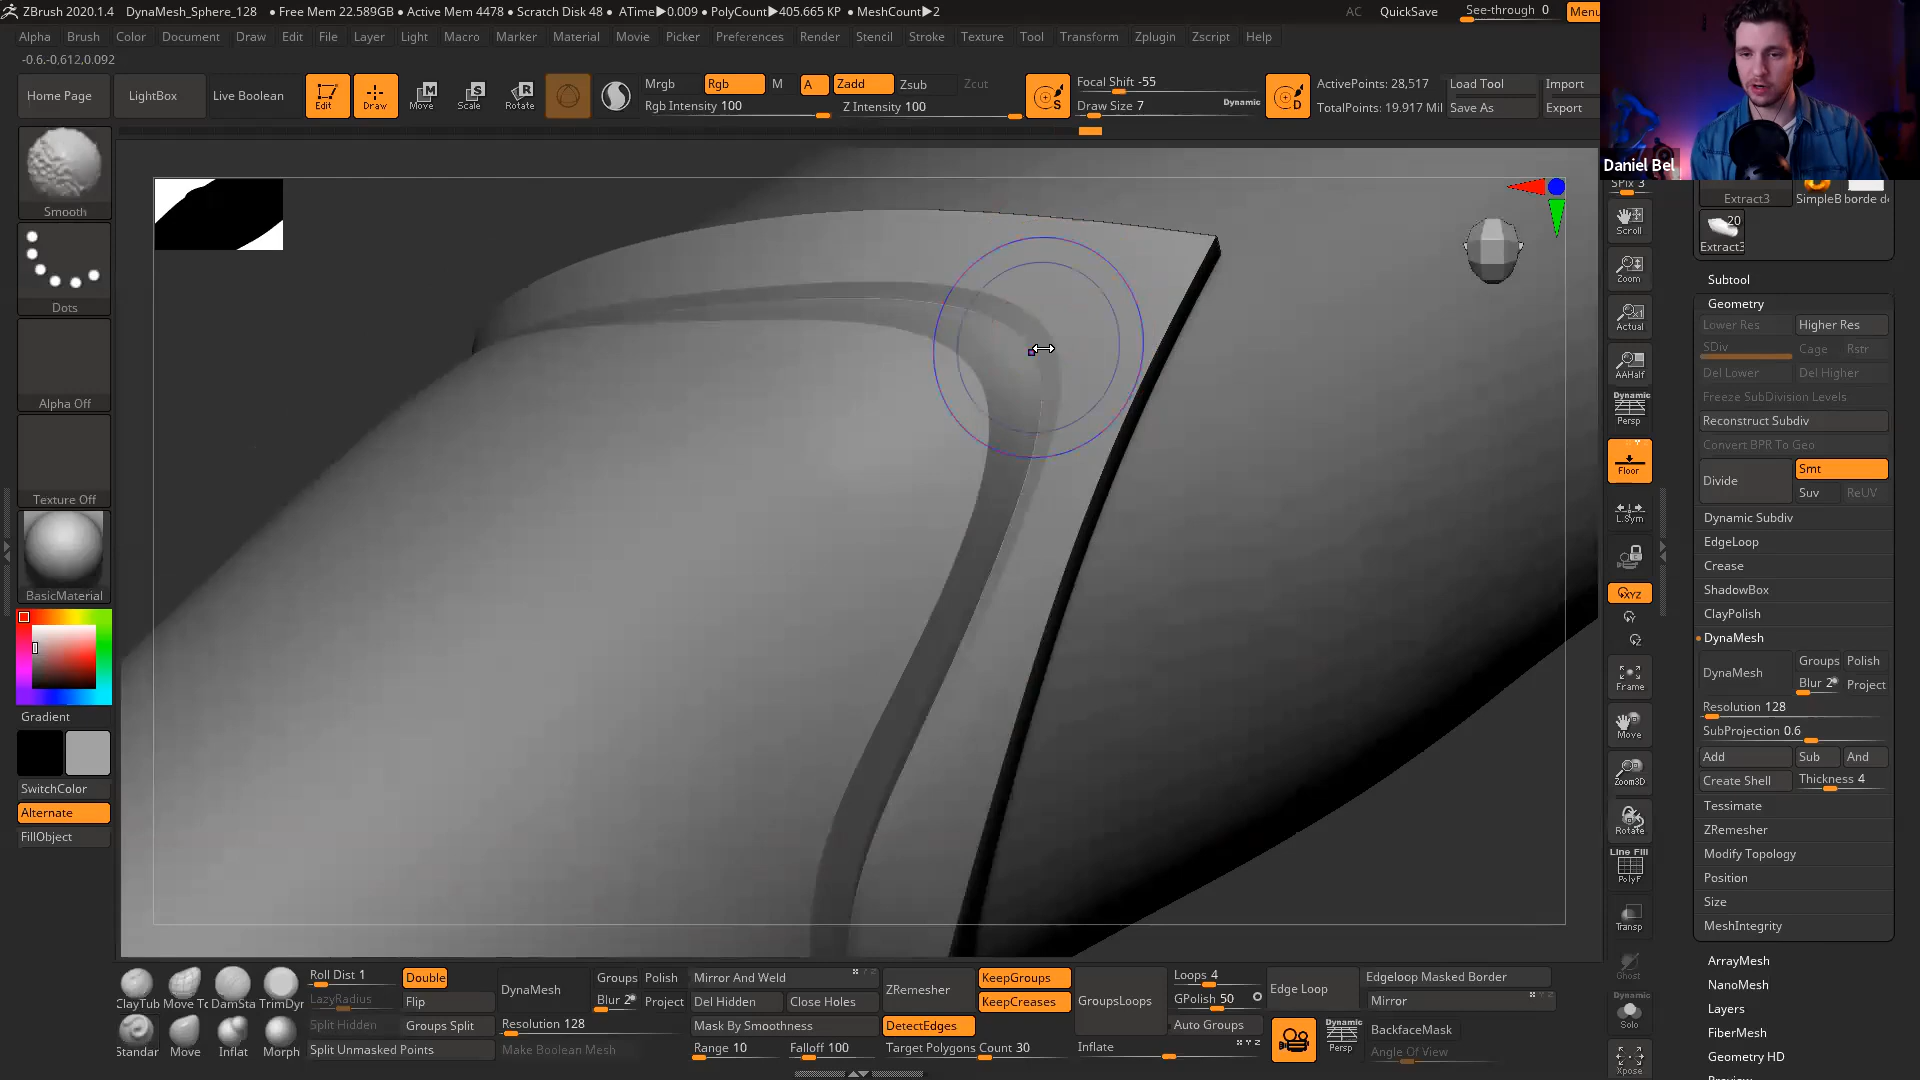 ZBrush 2020.1.4 DynaMesh_Sphere_128 ● Free Mem 22.589GB ● Active Mem 4478 ● Scratch Disk 48 ● ATime▶0.009 ● PolyCount▶405.665 KP ● MeshCount▶2 AC QuickSave See-through 0 Menu
Alpha Brush Color Document Draw Edit File Layer Light Macro Marker Material Movie Picker Preferences Render Stencil Stroke Texture Tool Transform Zplugin Zscript Help
-0.6,-0,612,0.092
Home Page LightBox Live Boolean Edit Draw Move Scale Rotate
Mrgb Rgb M A Zadd Zsub Zcut
Rgb Intensity 100 Z Intensity 100
Focal Shift -55
Draw Size 7 Dynamic
ActivePoints: 28,517
TotalPoints: 19.917 Mil
Load Tool Import
Save As Export
Daniel Bel
Smooth
Dots
Alpha Off
Texture Off
BasicMaterial
Gradient
SwitchColor
Alternate
FillObject
SPix 3
Scroll
Zoom
Actual
AAHalf
Dynamic
Persp
Floor
L.Sym
XYZ
Frame
Move
Zoom3D
Rotate
Line Fill
PolyF
Transp
Ghost
Dynamic
Solo
Xpose
Extract3 SimpleB borde de
20
Extract3
Subtool
Geometry
Lower Res Higher Res
SDiv Cage Rstr
Del Lower Del Higher
Freeze SubDivision Levels
Reconstruct Subdiv
Convert BPR To Geo
Divide Smt
Suv ReUV
Dynamic Subdiv
EdgeLoop
Crease
ShadowBox
ClayPolish
DynaMesh
DynaMesh Groups Polish
Blur 2 Project
Resolution 128
SubProjection 0.6
Add Sub And
Create Shell Thickness 4
Tessimate
ZRemesher
Modify Topology
Position
Size
MeshIntegrity
ArrayMesh
NanoMesh
Layers
FiberMesh
Geometry HD
ClayTub Move To DamSta TrimDyn
Standar Move Inflat Morph
Roll Dist 1 Double
LazyRadius Flip
Split Hidden Groups Split
Split Unmasked Points
DynaMesh Groups Polish
Blur 2 Project
Resolution 128
Make Boolean Mesh
Mirror And Weld
Del Hidden Close Holes
Mask By Smoothness
Range 10 Falloff 100
ZRemesher KeepGroups
KeepCreases
DetectEdges
Target Polygons Count 30
GroupsLoops Loops 4
GPolish 50
Auto Groups
Inflate
Edge Loop Edgeloop Masked Border
Mirror
Dynamic
Persp
BackfaceMask
Angle Of View